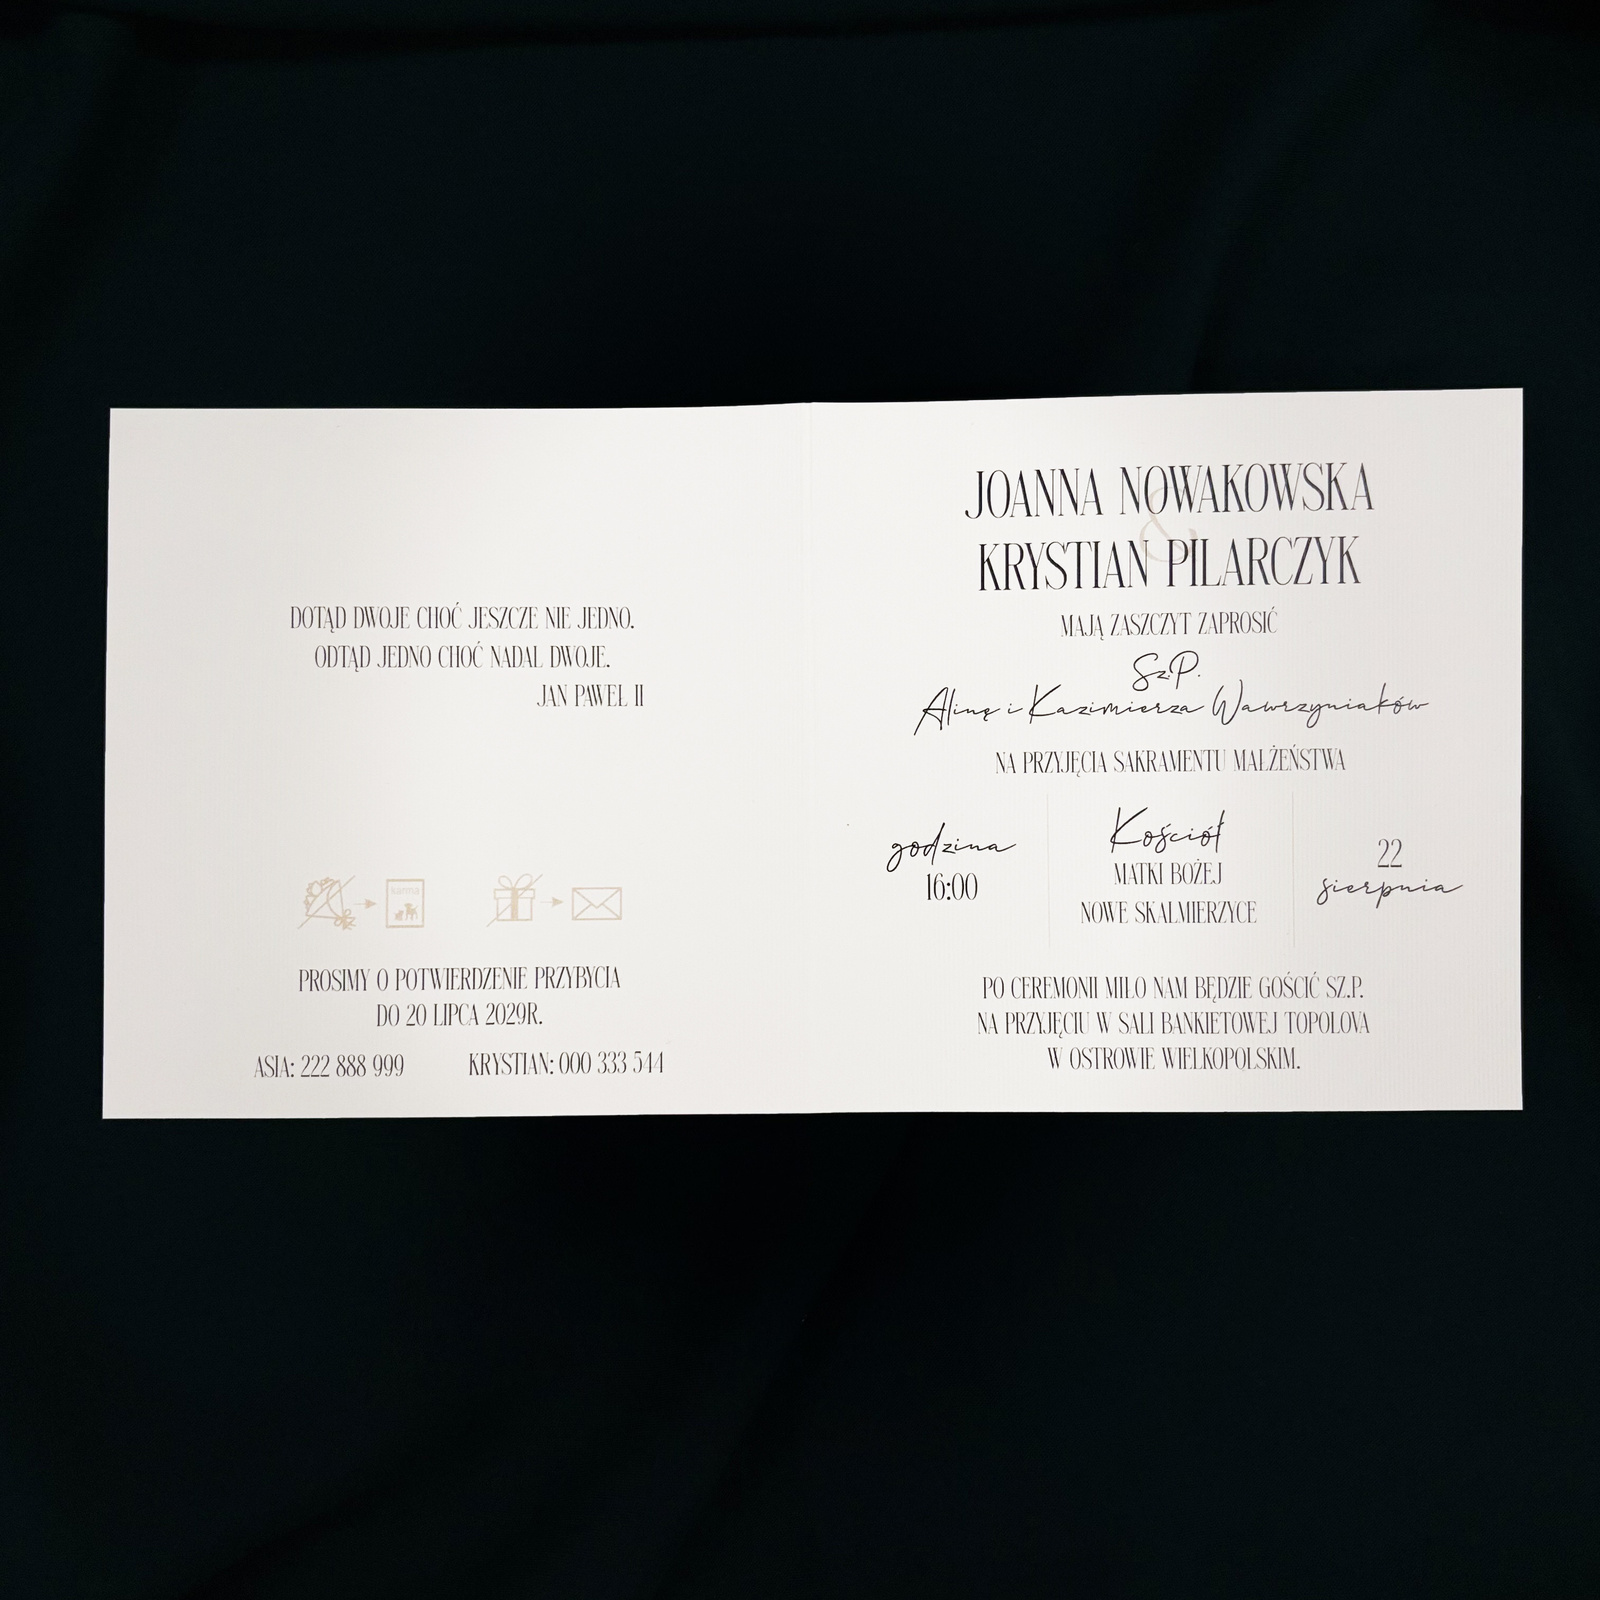 DOTĄD DWOJE CHOĆ JESZCZE NIE JEDNO.
ODTĄD JEDNO CHOĆ NADAL DWOJE.
JAN PAWEŁ II
karma
PROSIMY O POTWIERDZENIE PRZYBYCIA
DO 20 LIPCA 2029R.
ASIA: 222 888 999 KRYSTIAN: 000 333 544
JOANNA NOWAKOWSKA
&
KRYSTIAN PILARCZYK
MAJĄ ZASZCZYT ZAPROSIĆ
Sz.P.
Alinę i Kazimierza Wawrzyniaków
NA PRZYJĘCIA SAKRAMENTU MAŁŻEŃSTWA
godzina
16:00
Kościół
MATKI BOŻEJ
NOWE SKALMIERZYCE
22
sierpnia
PO CEREMONII MIŁO NAM BĘDZIE GOŚCIĆ SZ.P.
NA PRZYJĘCIU W SALI BANKIETOWEJ TOPOLOVA
W OSTROWIE WIELKOPOLSKIM.